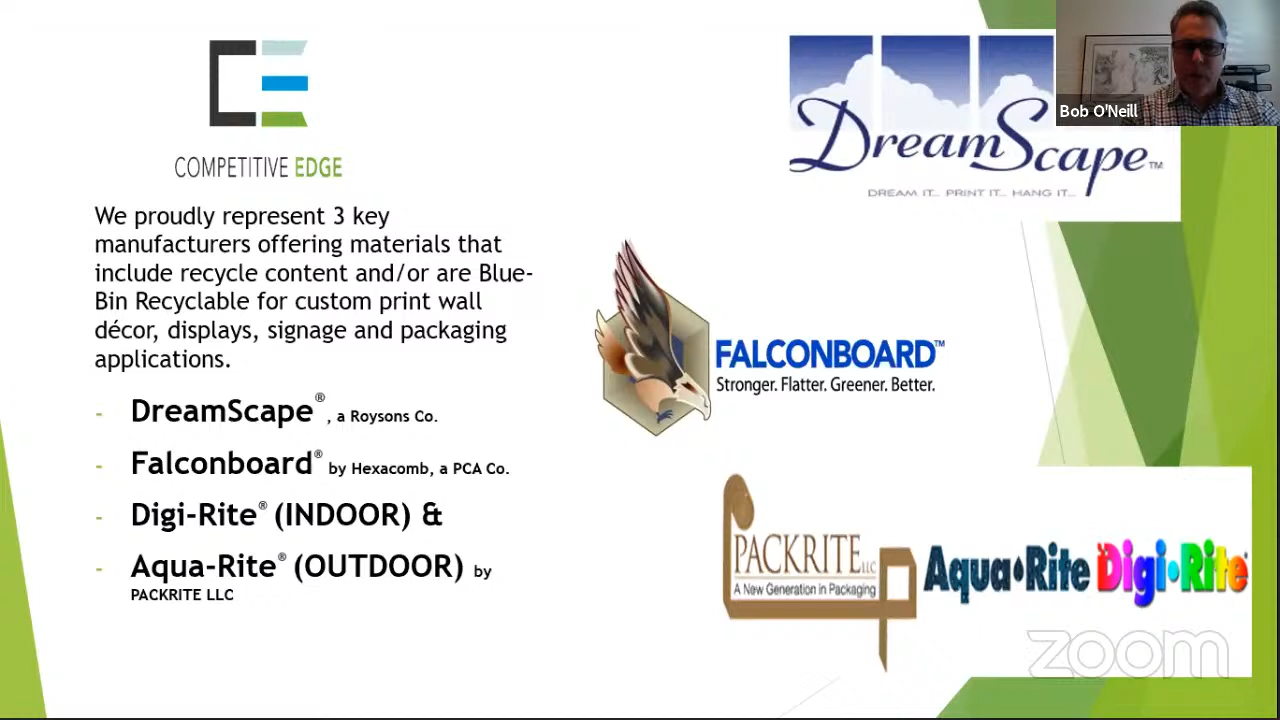 COMPETITIVE EDGE
We proudly represent 3 key
manufacturers offering materials that
include recycle content and/or are Blue-
Bin Recyclable for custom print wall
décor, displays, signage and packaging
applications.
- DreamScape®, a Roysons Co.
- Falconboard® by Hexacomb, a PCA Co.
- Digi-Rite® (INDOOR) &
- Aqua-Rite® (OUTDOOR) by
PACKRITE LLC
DreamScape™
DREAM IT... PRINT IT... HANG IT...
Bob O'Neill
FALCONBOARD™
Stronger. Flatter. Greener. Better.
PACKRITE LLC
A New Generation in Packaging
Aqua•Rite Digi•Rite®
zoom